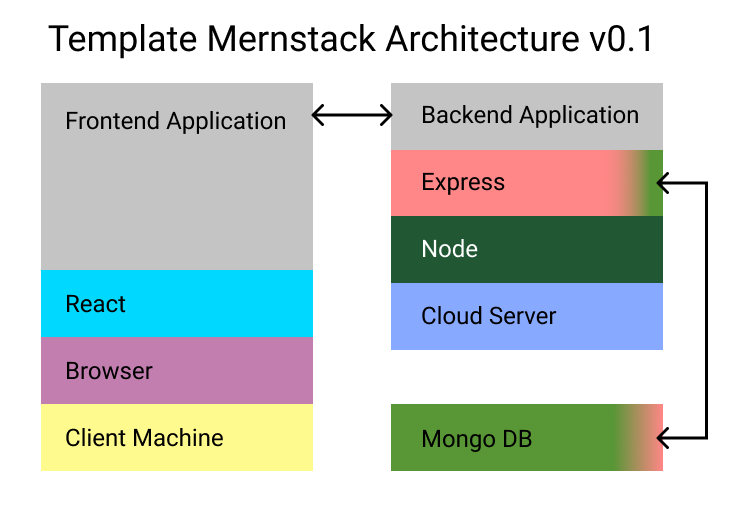 Template Mernstack Architecture v0.1
Frontend Application
React
Browser
Client Machine
Backend Application
Express
Node
Cloud Server
Mongo DB